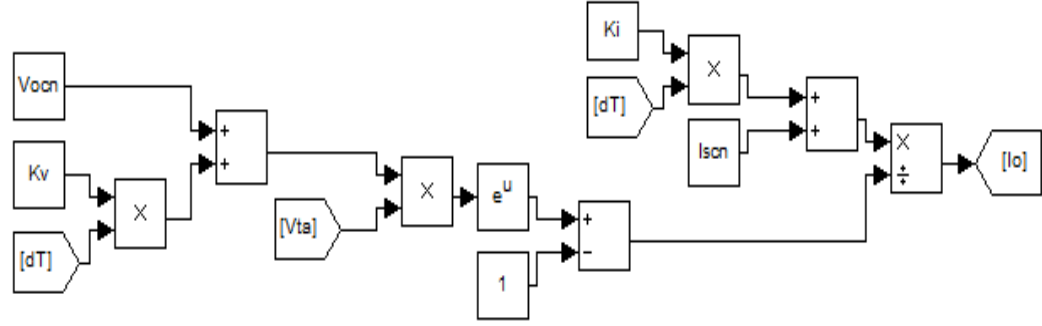 Vocn
+
+
Kv
X
[dT]
[Vta]
X
e^u
1
+
−
Ki
[dT]
X
Iscn
+
+
X
÷
[Io]